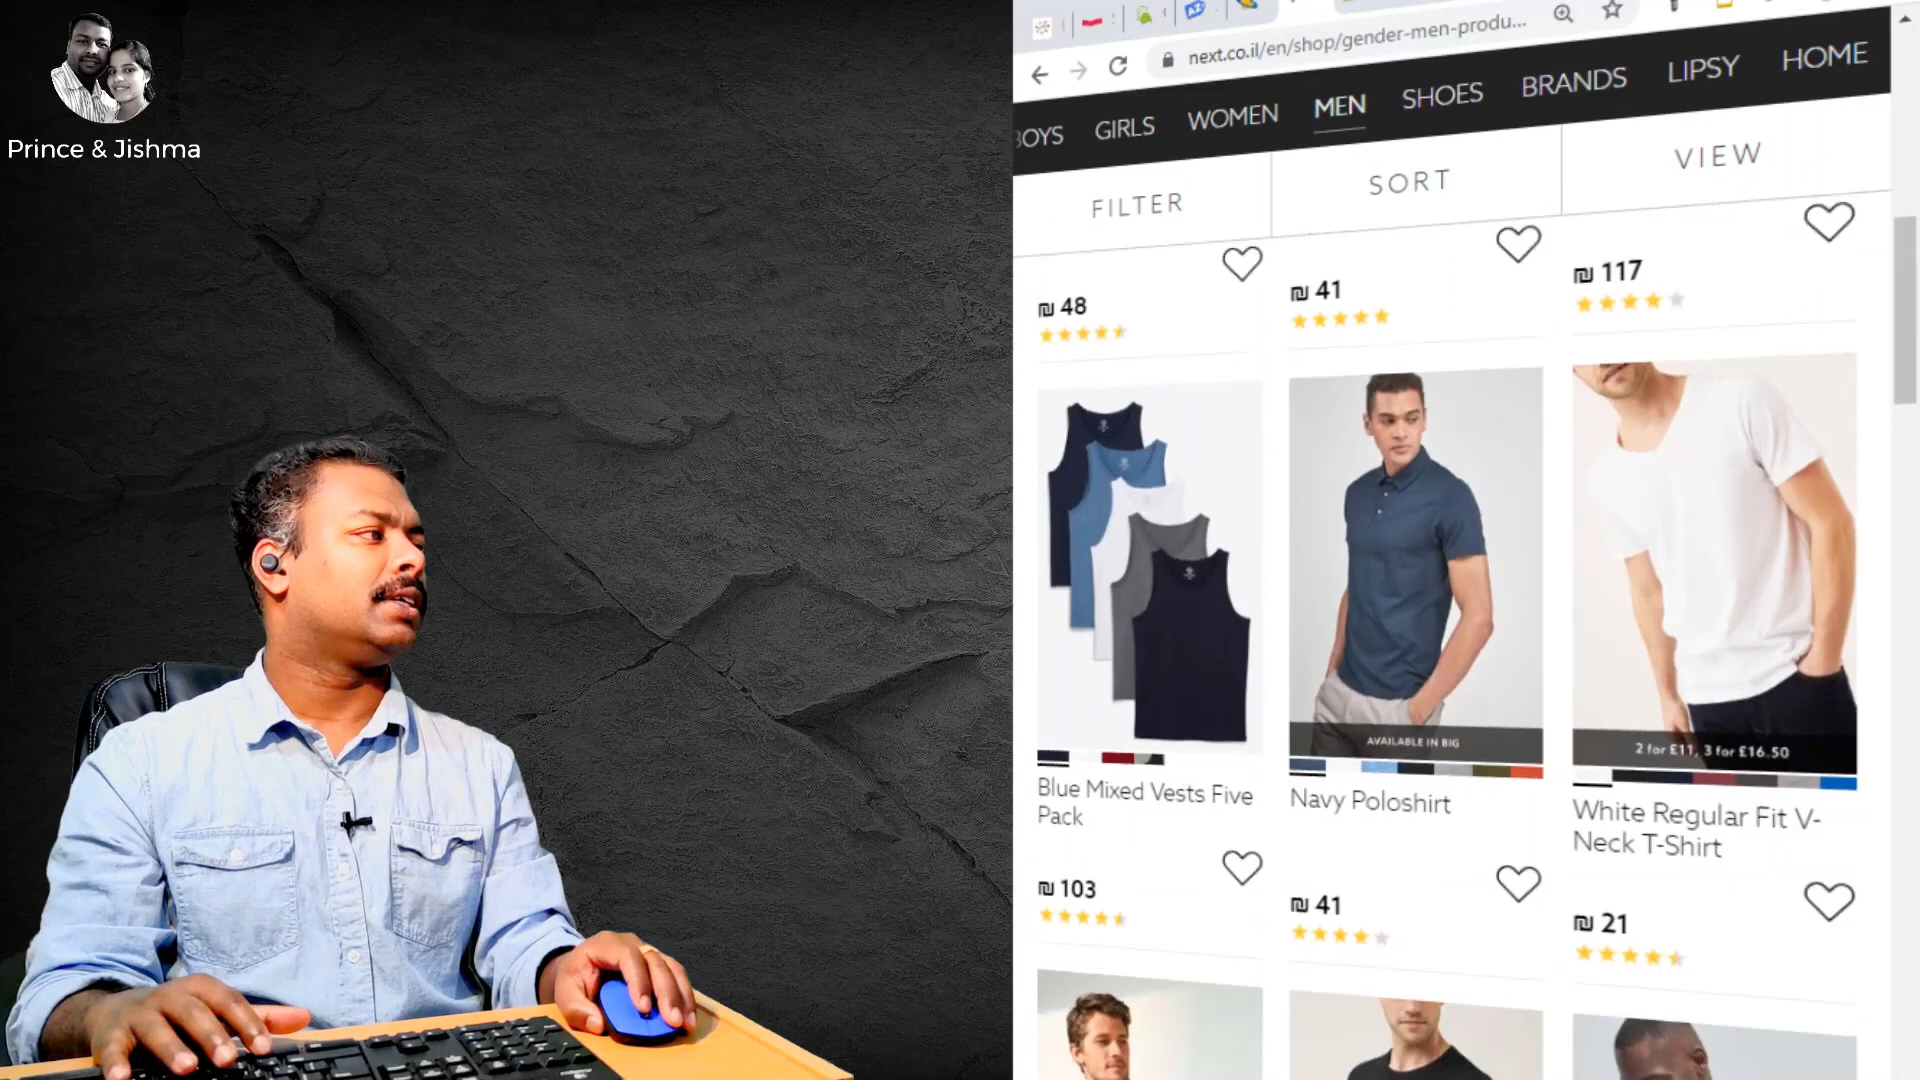 Prince & Jishma
next.co.il/en/shop/gender-men-produ...
BOYS GIRLS WOMEN MEN SHOES BRANDS LIPSY HOME
FILTER SORT VIEW
₪ 48
₪ 41
₪ 117
AVAILABLE IN BIG
2 for £11, 3 for £16.50
Blue Mixed Vests Five
Pack
Navy Poloshirt
White Regular Fit V-
Neck T-Shirt
₪ 103
₪ 41
₪ 21